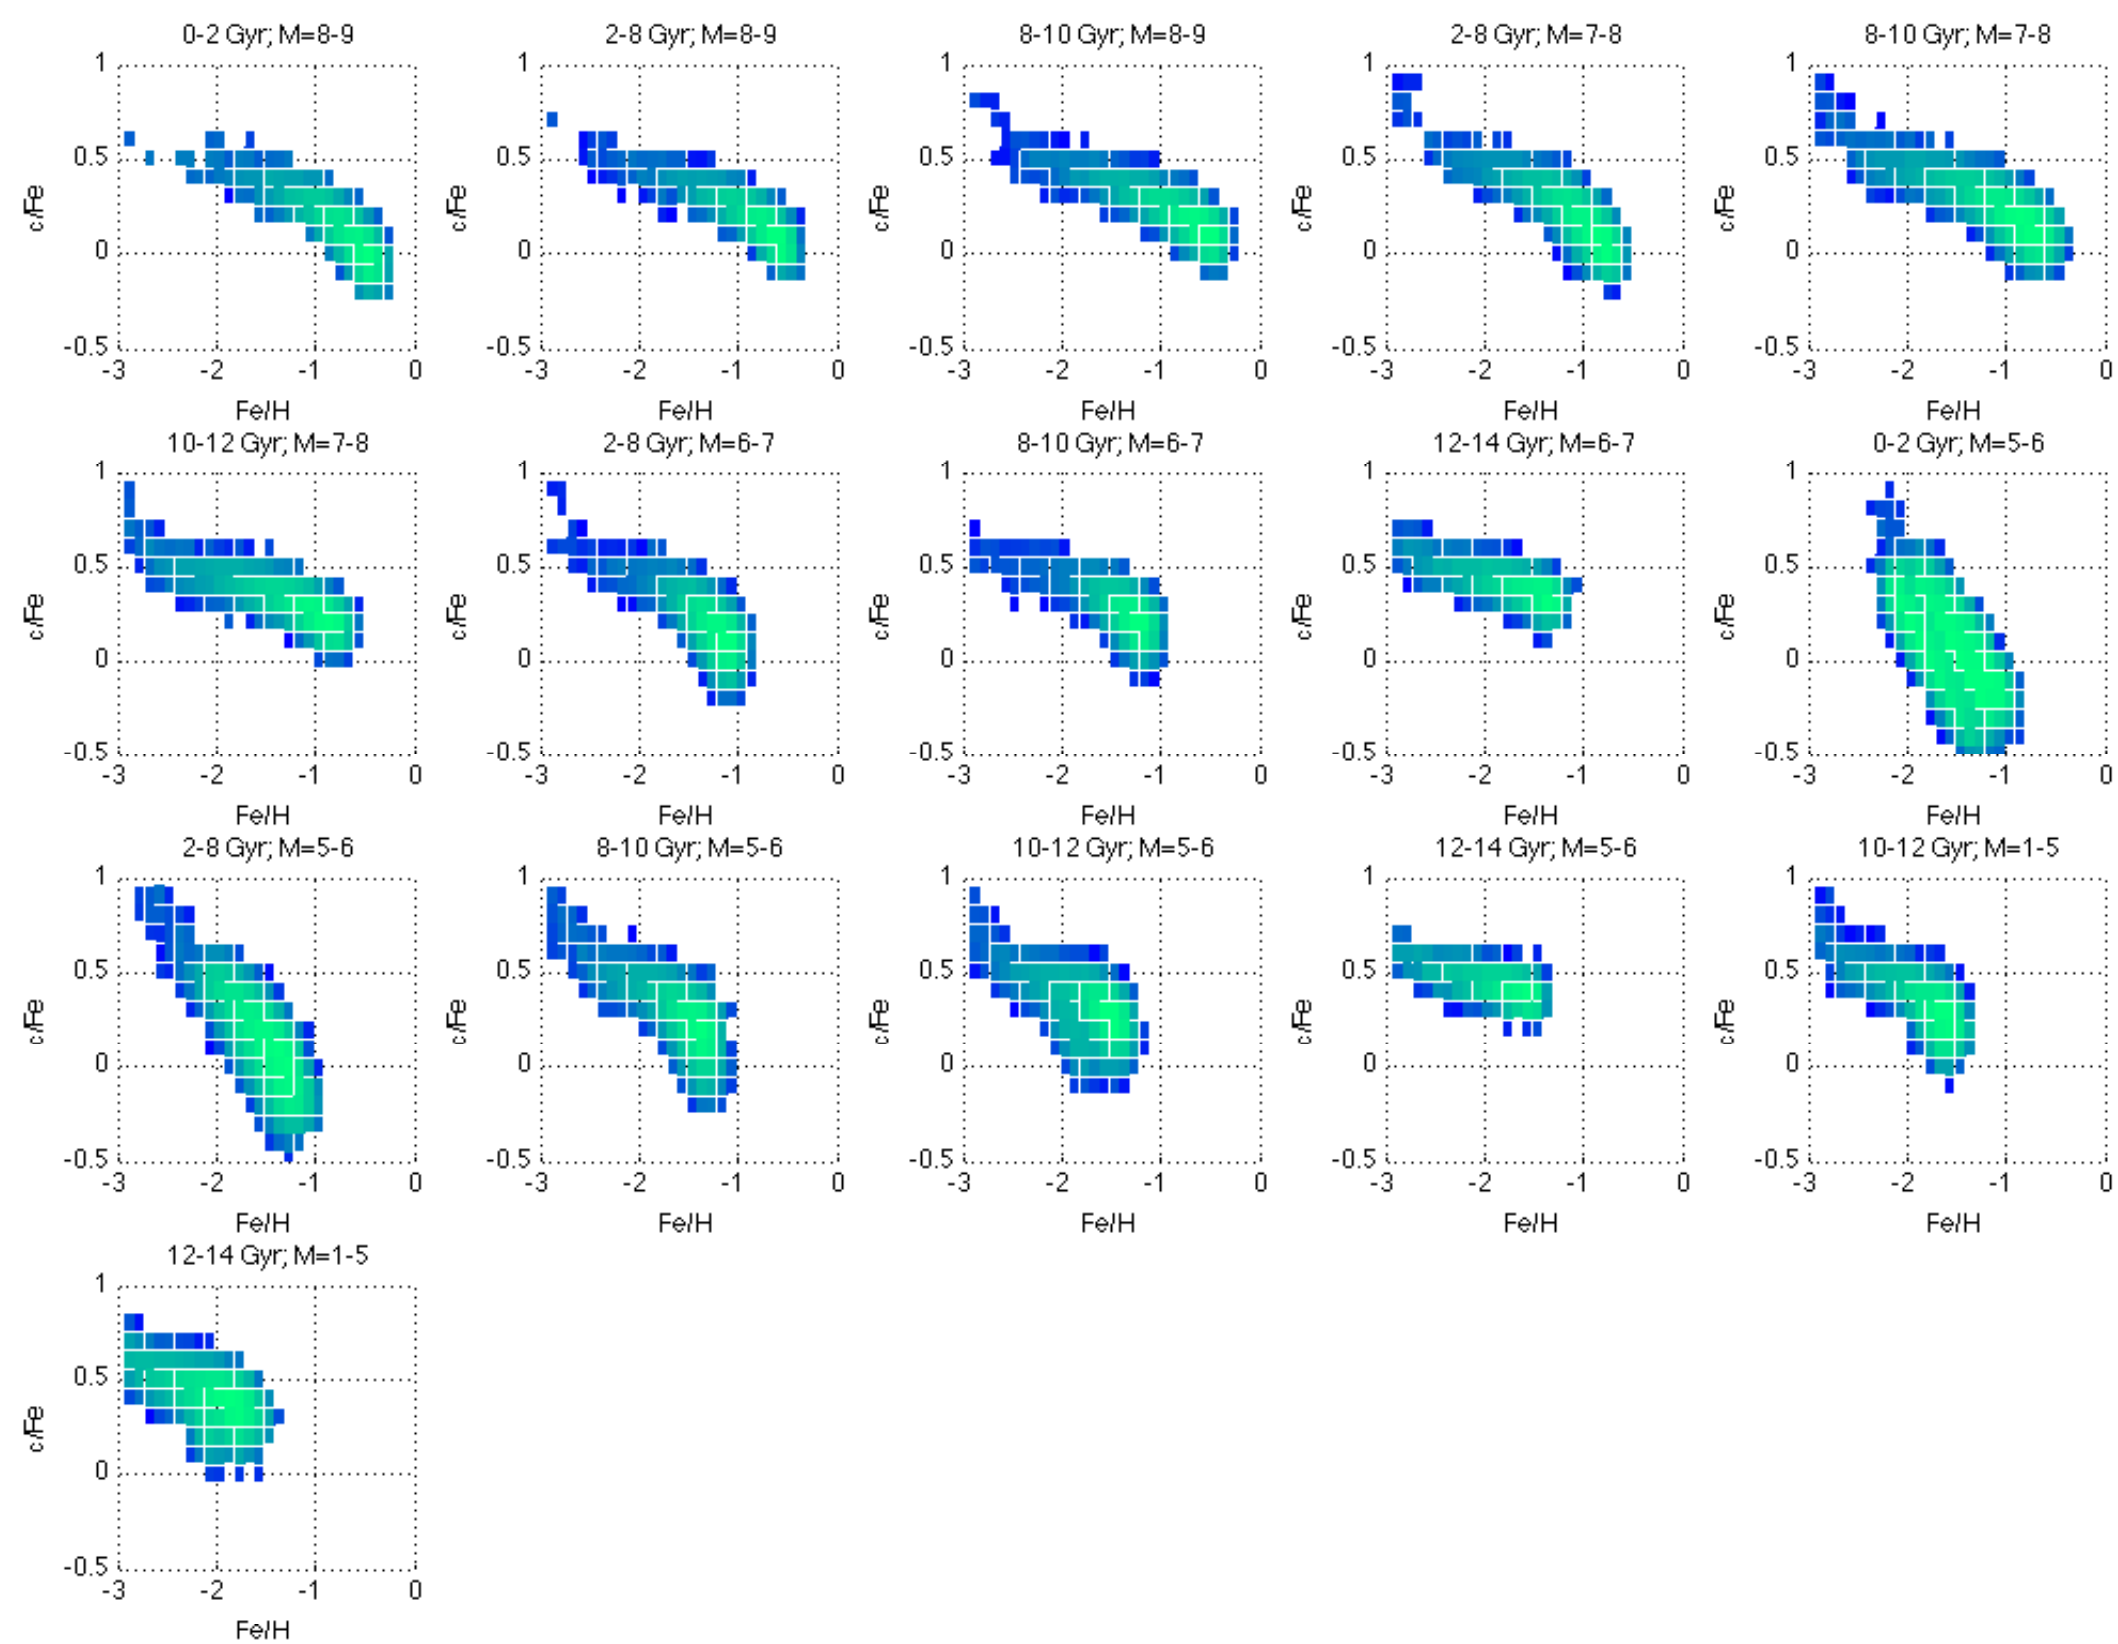 0-2 Gyr; M=8-9
2-8 Gyr; M=8-9
8-10 Gyr; M=8-9
2-8 Gyr; M=7-8
8-10 Gyr; M=7-8
1
0.5
0
-0.5
c/Fe
-3 -2 -1 0
Fe/H
1
0.5
0
-0.5
c/Fe
-3 -2 -1 0
Fe/H
1
0.5
0
-0.5
c/Fe
-3 -2 -1 0
Fe/H
1
0.5
0
-0.5
c/Fe
-3 -2 -1 0
Fe/H
1
0.5
0
-0.5
c/Fe
-3 -2 -1 0
Fe/H
10-12 Gyr; M=7-8
2-8 Gyr; M=6-7
8-10 Gyr; M=6-7
12-14 Gyr; M=6-7
0-2 Gyr; M=5-6
1
0.5
0
-0.5
c/Fe
-3 -2 -1 0
Fe/H
1
0.5
0
-0.5
c/Fe
-3 -2 -1 0
Fe/H
1
0.5
0
-0.5
c/Fe
-3 -2 -1 0
Fe/H
1
0.5
0
-0.5
c/Fe
-3 -2 -1 0
Fe/H
1
0.5
0
-0.5
c/Fe
-3 -2 -1 0
Fe/H
2-8 Gyr; M=5-6
8-10 Gyr; M=5-6
10-12 Gyr; M=5-6
12-14 Gyr; M=5-6
10-12 Gyr; M=1-5
1
0.5
0
-0.5
c/Fe
-3 -2 -1 0
Fe/H
1
0.5
0
-0.5
c/Fe
-3 -2 -1 0
Fe/H
1
0.5
0
-0.5
c/Fe
-3 -2 -1 0
Fe/H
1
0.5
0
-0.5
c/Fe
-3 -2 -1 0
Fe/H
1
0.5
0
-0.5
c/Fe
-3 -2 -1 0
Fe/H
12-14 Gyr; M=1-5
1
0.5
0
-0.5
c/Fe
-3 -2 -1 0
Fe/H